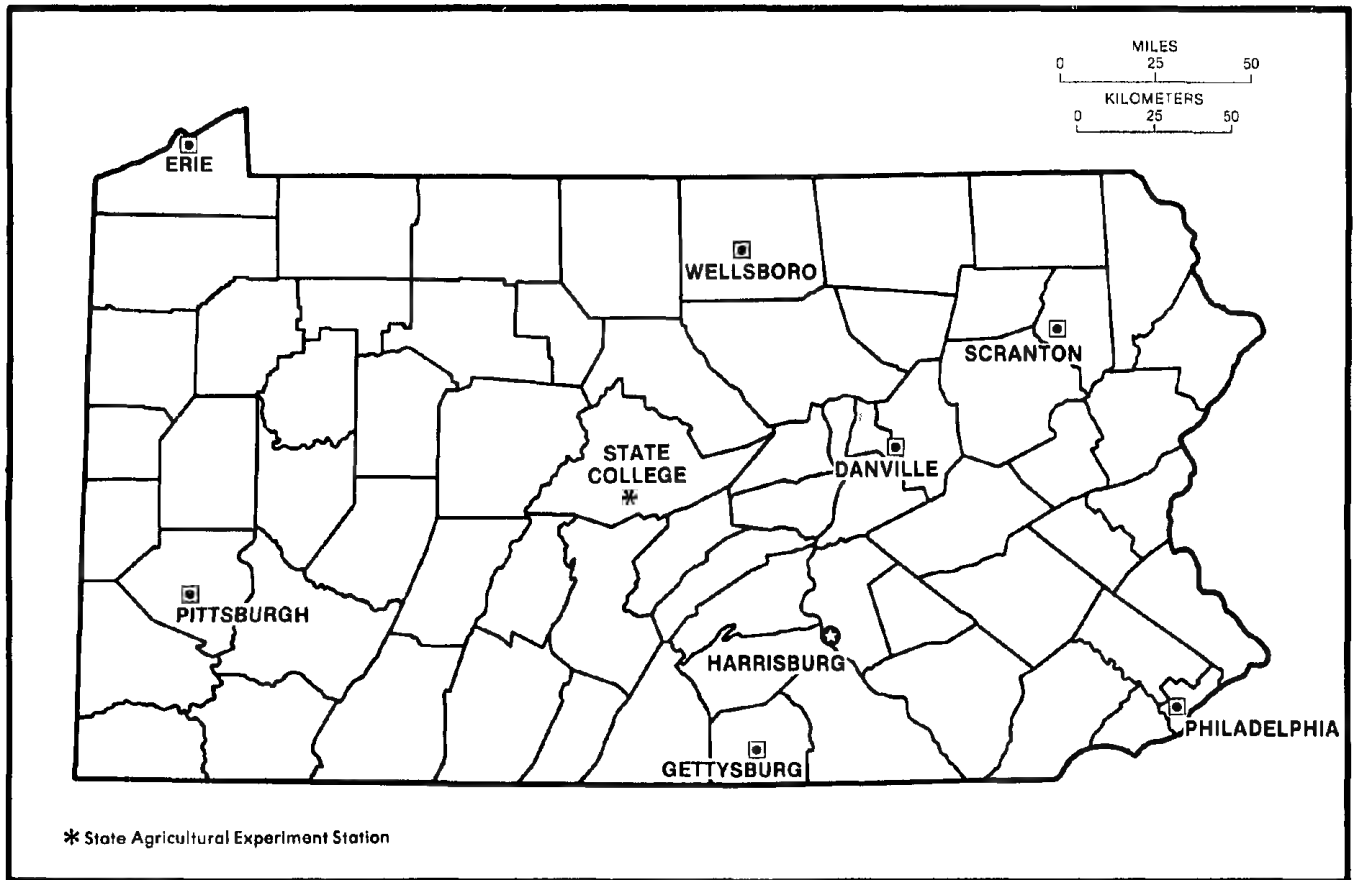 MILES
0 25 50
KILOMETERS
0 25 50
ERIE
WELLSBORO
SCRANTON
STATE
COLLEGE
*
DANVILLE
PITTSBURGH
HARRISBURG
PHILADELPHIA
GETTYSBURG
* State Agricultural Experiment Station